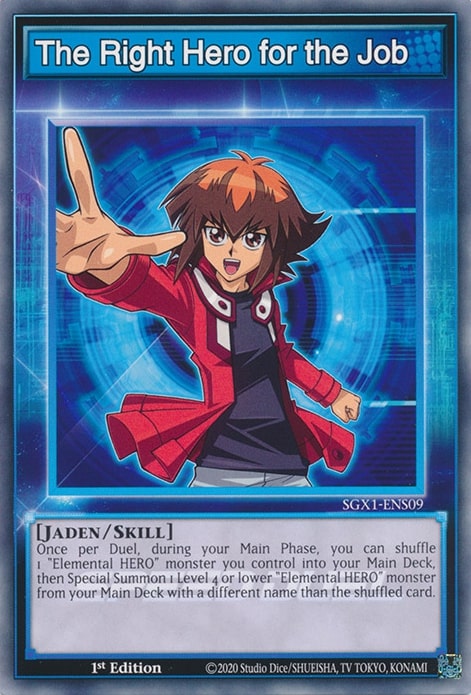 The Right Hero for the Job
SGX1-ENS09
[JADEN/SKILL]
Once per Duel, during your Main Phase, you can shuffle
1 "Elemental HERO" monster you control into your Main Deck,
then Special Summon 1 Level 4 or lower "Elemental HERO" monster
from your Main Deck with a different name than the shuffled card.
1st Edition
©2020 Studio Dice/SHUEISHA, TV TOKYO, KONAMI